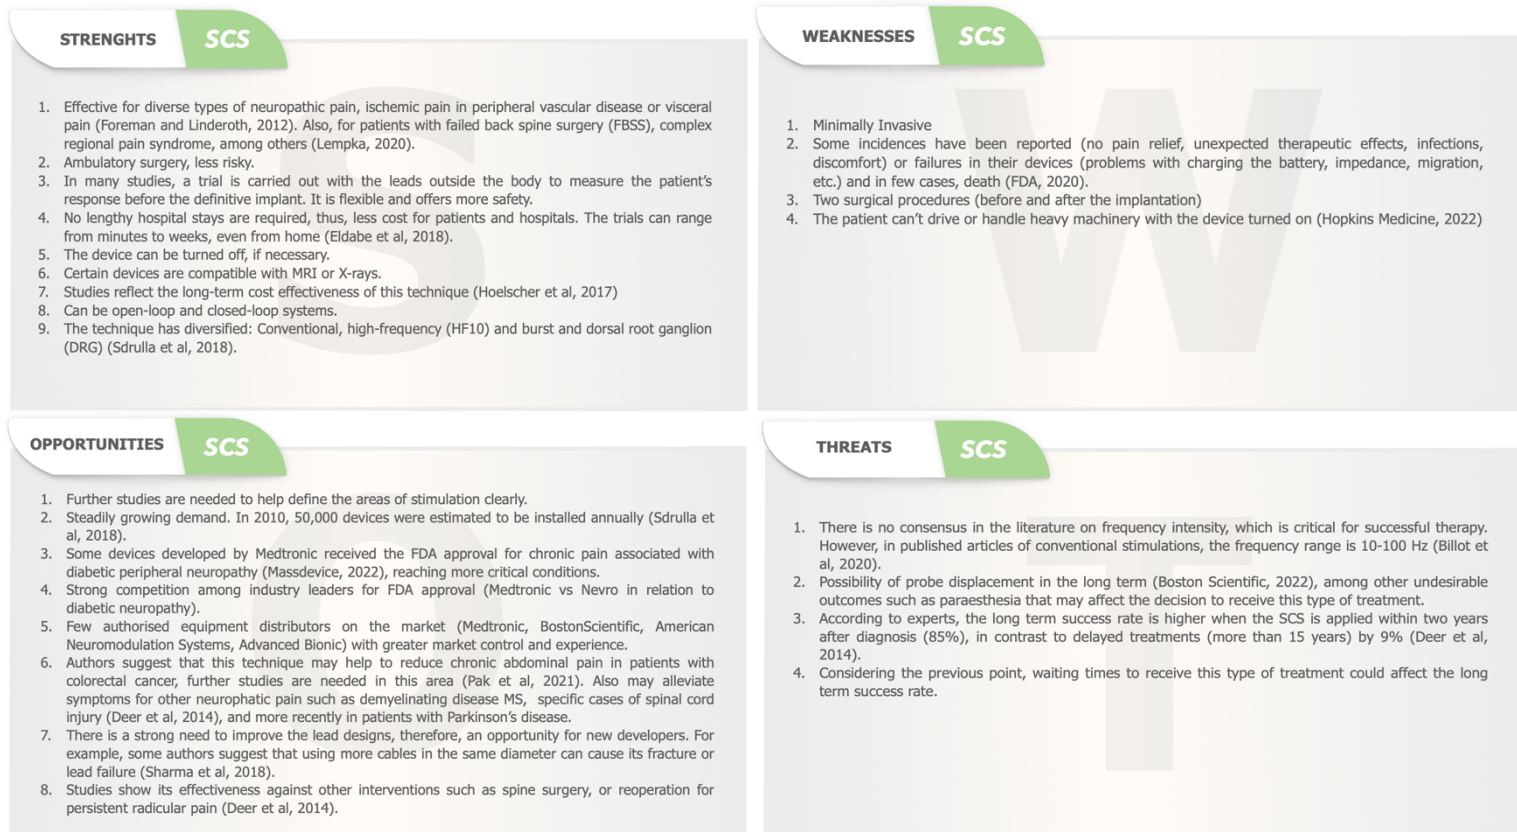 STRENGHTS SCS
1. Effective for diverse types of neuropathic pain, ischemic pain in peripheral vascular disease or visceral
pain (Foreman and Linderoth, 2012). Also, for patients with failed back spine surgery (FBSS), complex
regional pain syndrome, among others (Lempka, 2020).
2. Ambulatory surgery, less risky.
3. In many studies, a trial is carried out with the leads outside the body to measure the patient's
response before the definitive implant. It is flexible and offers more safety.
4. No lengthy hospital stays are required, thus, less cost for patients and hospitals. The trials can range
from minutes to weeks, even from home (Eldabe et al, 2018).
5. The device can be turned off, if necessary.
6. Certain devices are compatible with MRI or X-rays.
7. Studies reflect the long-term cost effectiveness of this technique (Hoelscher et al, 2017)
8. Can be open-loop and closed-loop systems.
9. The technique has diversified: Conventional, high-frequency (HF10) and burst and dorsal root ganglion
(DRG) (Sdrulla et al, 2018).
S
WEAKNESSES SCS
1. Minimally Invasive
2. Some incidences have been reported (no pain relief, unexpected therapeutic effects, infections,
discomfort) or failures in their devices (problems with charging the battery, impedance, migration,
etc.) and in few cases, death (FDA, 2020).
3. Two surgical procedures (before and after the implantation)
4. The patient can't drive or handle heavy machinery with the device turned on (Hopkins Medicine, 2022)
W
OPPORTUNITIES SCS
1. Further studies are needed to help define the areas of stimulation clearly.
2. Steadily growing demand. In 2010, 50,000 devices were estimated to be installed annually (Sdrulla et
al, 2018).
3. Some devices developed by Medtronic received the FDA approval for chronic pain associated with
diabetic peripheral neuropathy (Massdevice, 2022), reaching more critical conditions.
4. Strong competition among industry leaders for FDA approval (Medtronic vs Nevro in relation to
diabetic neuropathy).
5. Few authorised equipment distributors on the market (Medtronic, BostonScientific, American
Neuromodulation Systems, Advanced Bionic) with greater market control and experience.
6. Authors suggest that this technique may help to reduce chronic abdominal pain in patients with
colorectal cancer, further studies are needed in this area (Pak et al, 2021). Also may alleviate
symptoms for other neurophatic pain such as demyelinating disease MS, specific cases of spinal cord
injury (Deer et al, 2014), and more recently in patients with Parkinson's disease.
7. There is a strong need to improve the lead designs, therefore, an opportunity for new developers. For
example, some authors suggest that using more cables in the same diameter can cause its fracture or
lead failure (Sharma et al, 2018).
8. Studies show its effectiveness against other interventions such as spine surgery, or reoperation for
persistent radicular pain (Deer et al, 2014).
O
THREATS SCS
1. There is no consensus in the literature on frequency intensity, which is critical for successful therapy.
However, in published articles of conventional stimulations, the frequency range is 10-100 Hz (Billot et
al, 2020).
2. Possibility of probe displacement in the long term (Boston Scientific, 2022), among other undesirable
outcomes such as paraesthesia that may affect the decision to receive this type of treatment.
3. According to experts, the long term success rate is higher when the SCS is applied within two years
after diagnosis (85%), in contrast to delayed treatments (more than 15 years) by 9% (Deer et al,
2014).
4. Considering the previous point, waiting times to receive this type of treatment could affect the long
term success rate.
T